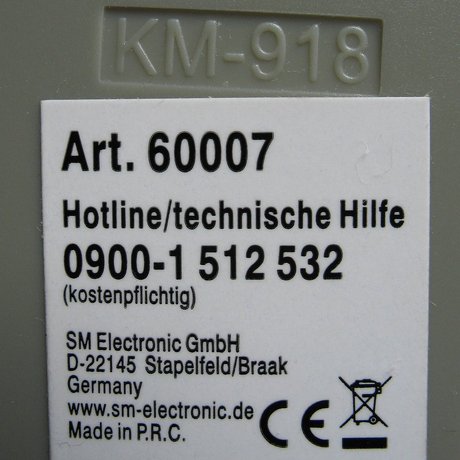 KM-918
Art. 60007
Hotline/technische Hilfe
0900-1 512 532
(kostenpflichtig)
SM Electronic GmbH
D-22145 Stapelfeld/Braak
Germany
www.sm-electronic.de
Made in P.R.C.
CE